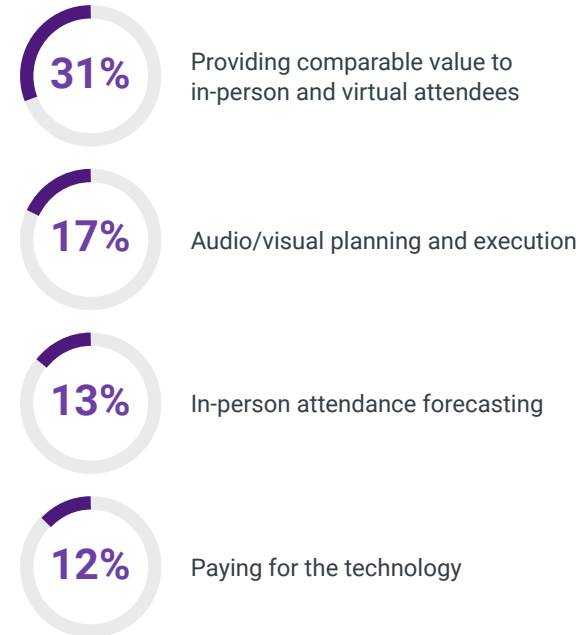 31%
Providing comparable value to
in-person and virtual attendees
17%
Audio/visual planning and execution
13%
In-person attendance forecasting
12%
Paying for the technology